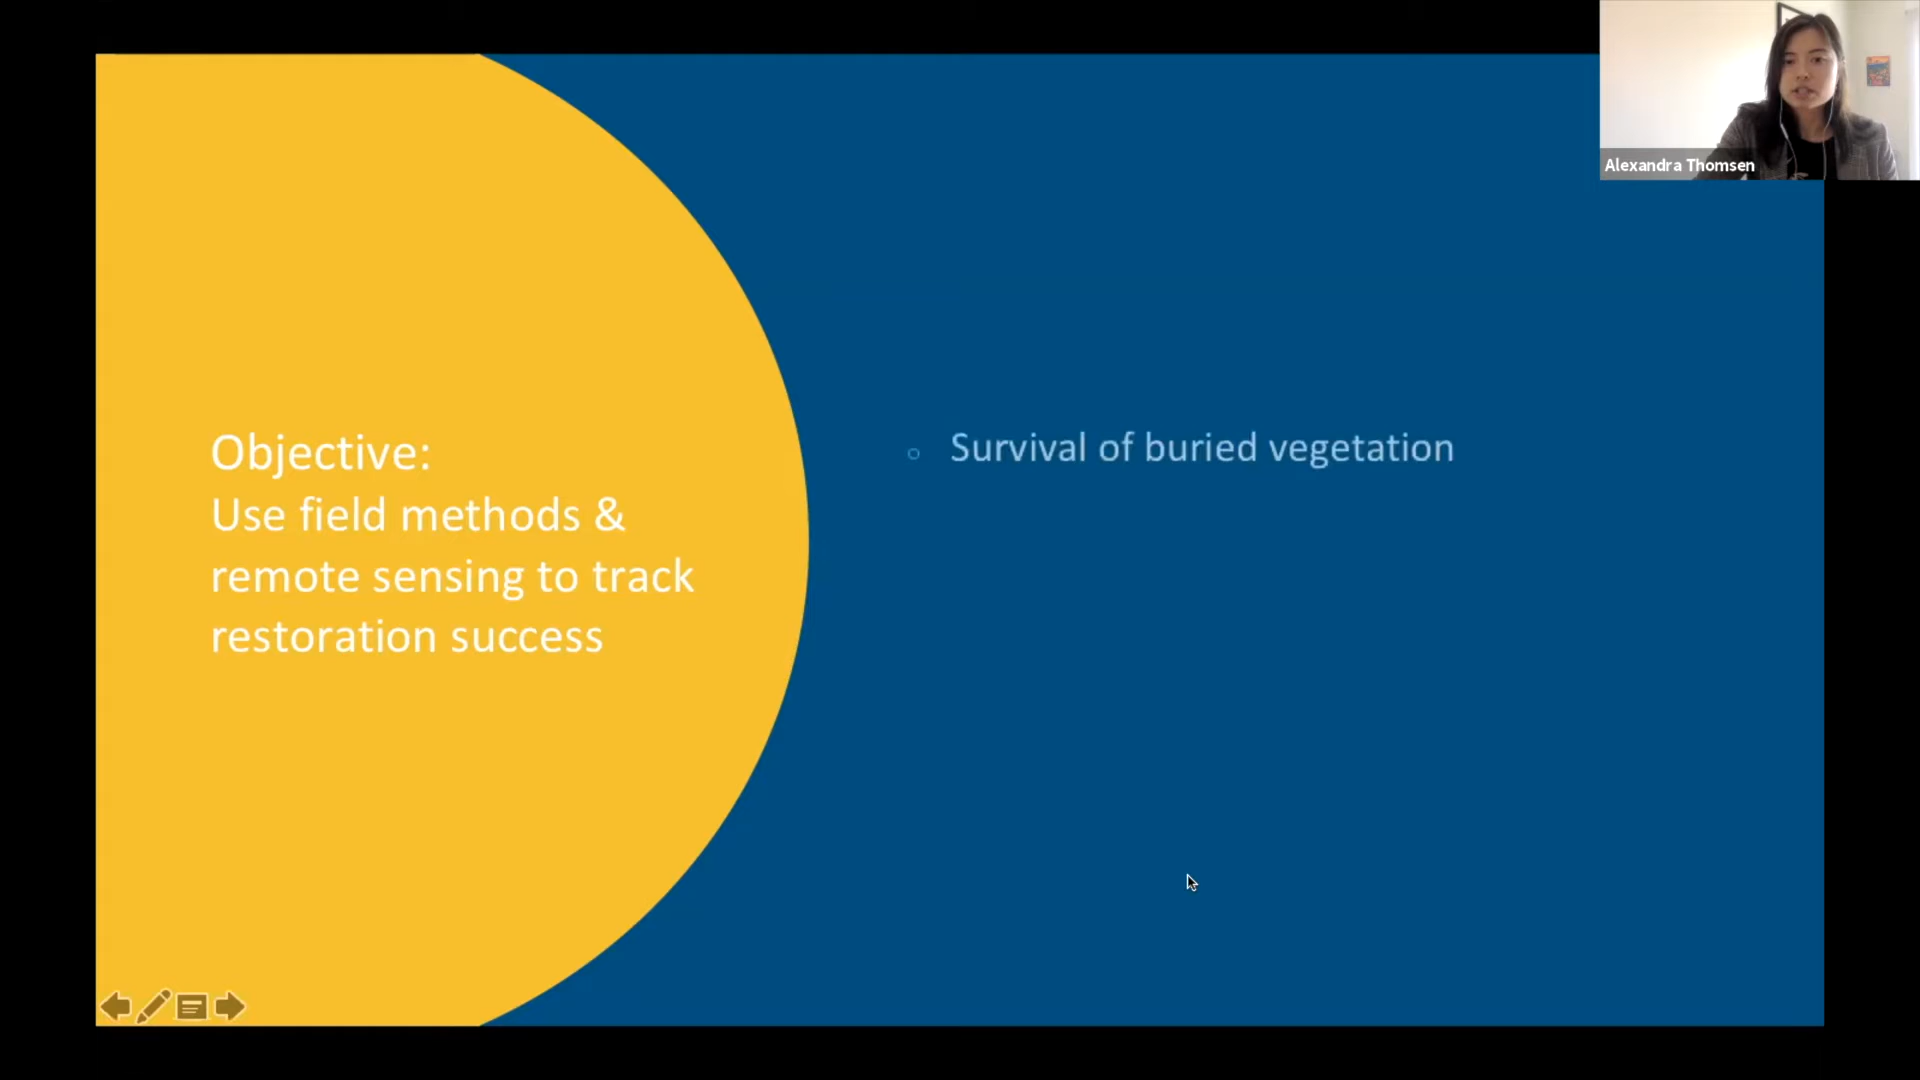 Alexandra Thomsen
Objective:
Use field methods &
remote sensing to track
restoration success
Survival of buried vegetation